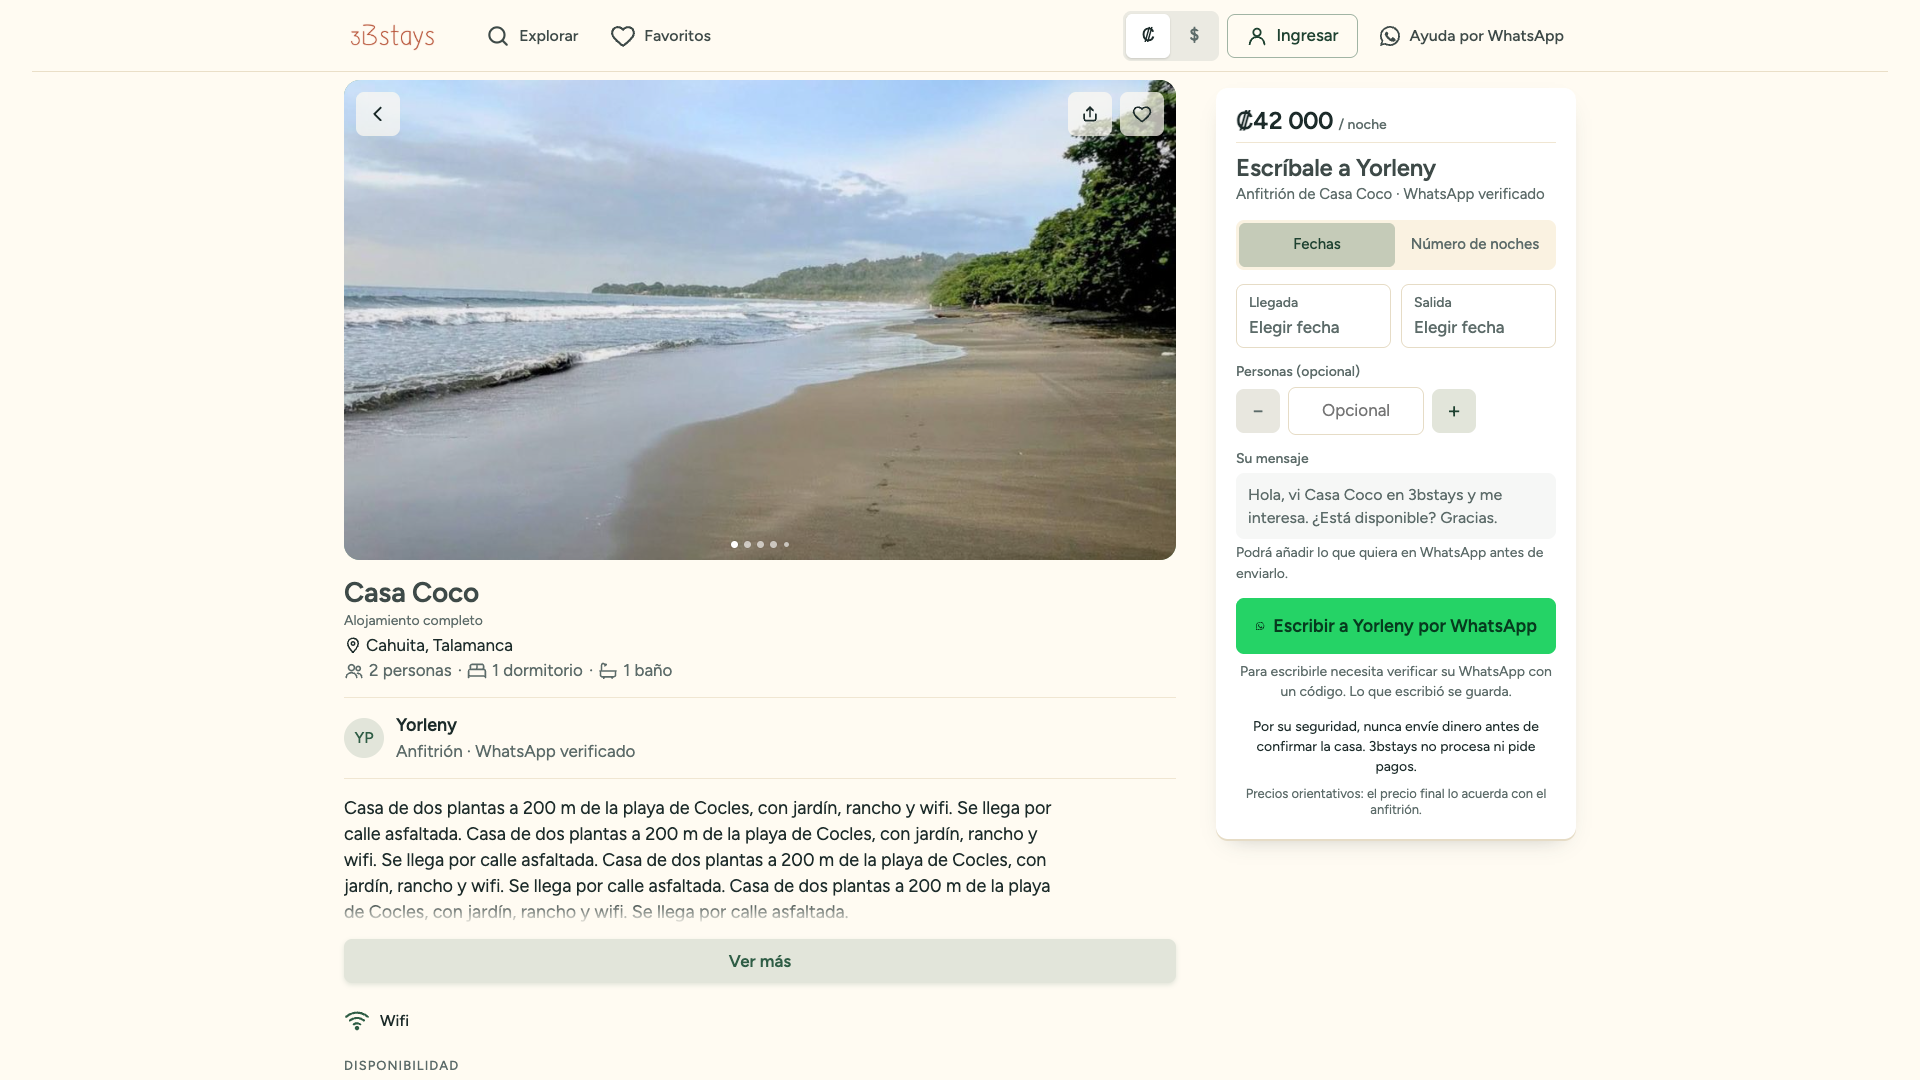 3Bstays
Explorar
Favoritos
₡
$
Ingresar
Ayuda por WhatsApp
₡42 000 / noche
Escríbale a Yorleny
Anfitrión de Casa Coco · WhatsApp verificado
Fechas
Número de noches
Llegada
Elegir fecha
Salida
Elegir fecha
Personas (opcional)
−
Opcional
+
Su mensaje
Hola, vi Casa Coco en 3bstays y me
interesa. ¿Está disponible? Gracias.
Podrá añadir lo que quiera en WhatsApp antes de
enviarlo.
Escribir a Yorleny por WhatsApp
Para escribirle necesita verificar su WhatsApp con
un código. Lo que escribió se guarda.
Por su seguridad, nunca envíe dinero antes de
confirmar la casa. 3bstays no procesa ni pide
pagos.
Precios orientativos: el precio final lo acuerda con el
anfitrión.
Casa Coco
Alojamiento completo
Cahuita, Talamanca
2 personas · 1 dormitorio · 1 baño
YP
Yorleny
Anfitrión · WhatsApp verificado
Casa de dos plantas a 200 m de la playa de Cocles, con jardín, rancho y wifi. Se llega por
calle asfaltada. Casa de dos plantas a 200 m de la playa de Cocles, con jardín, rancho y
wifi. Se llega por calle asfaltada. Casa de dos plantas a 200 m de la playa de Cocles, con
jardín, rancho y wifi. Se llega por calle asfaltada. Casa de dos plantas a 200 m de la playa
de Cocles, con jardín, rancho y wifi. Se llega por calle asfaltada.
Ver más
Wifi
DISPONIBILIDAD